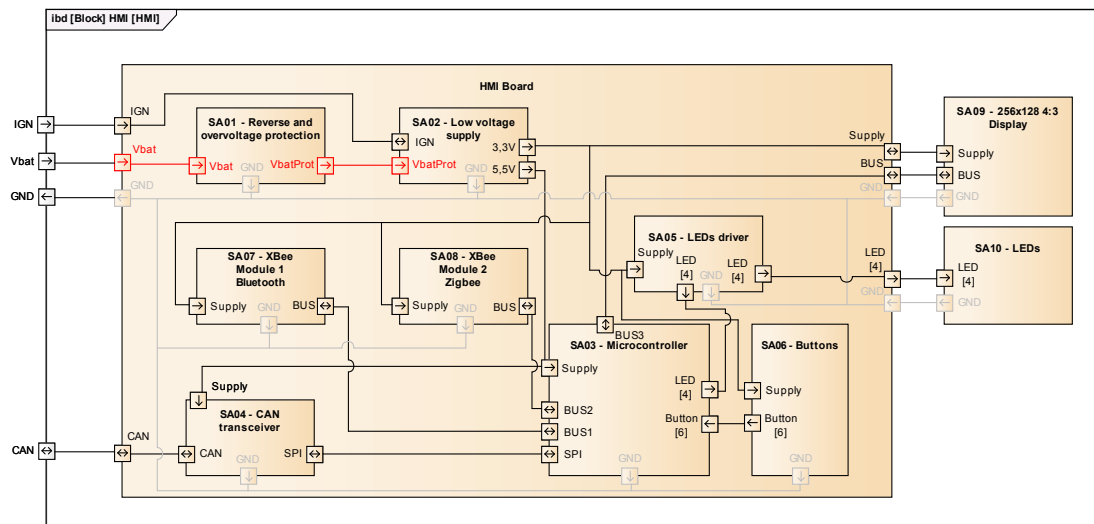 ibd [Block] HMI [HMI]
HMI Board
IGN
IGN
SA01 - Reverse and
overvoltage protection
Vbat
VbatProt
GND
SA02 - Low voltage
supply
IGN
VbatProt
3,3V
5,5V
GND
Vbat
Vbat
GND
GND
Supply
BUS
GND
SA09 - 256x128 4:3
Display
Supply
BUS
GND
SA07 - XBee
Module 1
Bluetooth
Supply
BUS
GND
SA08 - XBee
Module 2
Zigbee
Supply
BUS
GND
SA05 - LEDs driver
Supply
LED
[4]
GND
LED
[4]
LED
[4]
GND
SA10 - LEDs
LED
[4]
GND
SA03 - Microcontroller
BUS3
Supply
BUS2
BUS1
SPI
LED
[4]
Button
[6]
GND
SA06 - Buttons
Supply
Button
[6]
GND
Supply
SA04 - CAN
transceiver
CAN
SPI
GND
CAN
CAN